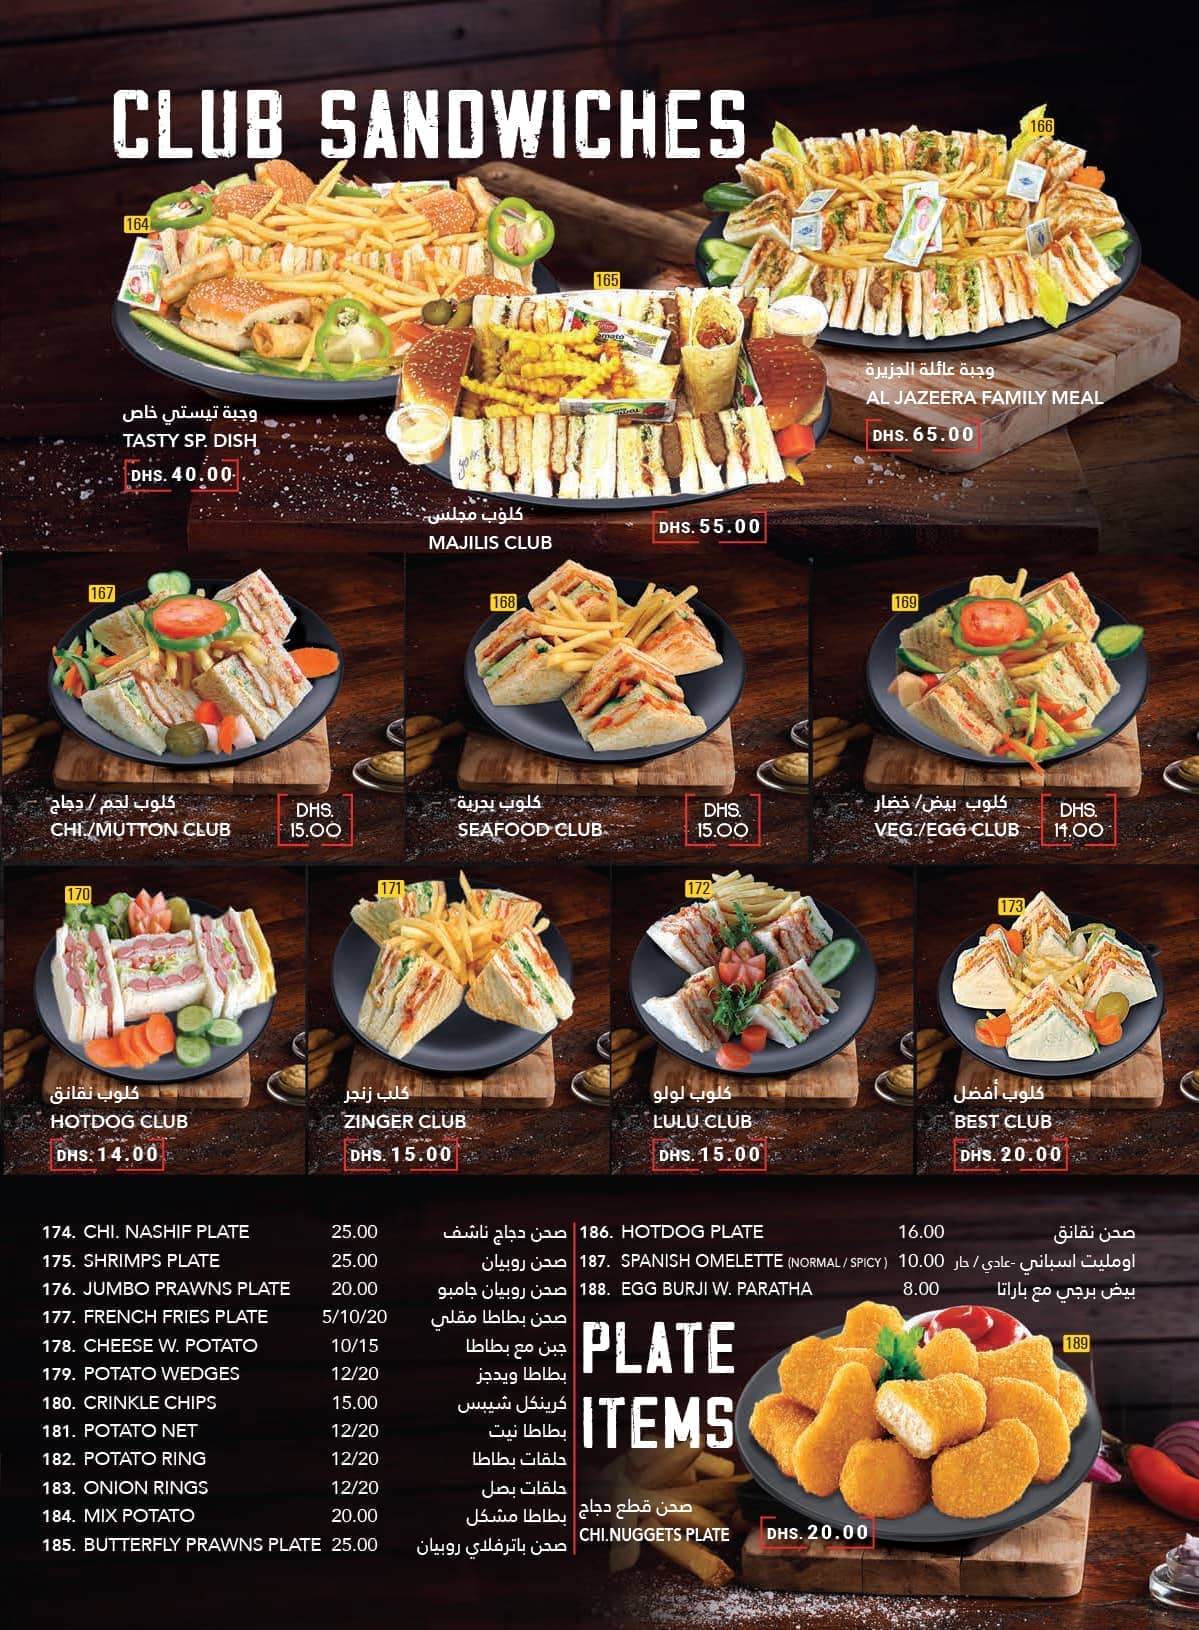 CLUB SANDWICHES
164
وجبة تيستي خاص
TASTY SP. DISH
DHS. 40.00
165
كلوب مجلس
MAJILIS CLUB
DHS. 55.00
166
وجبة عائلة الجزيرة
AL JAZEERA FAMILY MEAL
DHS. 65.00
167
كلوب لحم / دجاج
CHI./MUTTON CLUB
DHS.
15.00
168
كلوب بحرية
SEAFOOD CLUB
DHS.
15.00
169
كلوب بيض/ خضار
VEG./EGG CLUB
DHS.
14.00
170
كلوب نقانق
HOTDOG CLUB
DHS. 14.00
171
كلب زنجر
ZINGER CLUB
DHS. 15.00
172
كلوب لولو
LULU CLUB
DHS. 15.00
173
كلوب أفضل
BEST CLUB
DHS. 20.00
174. CHI. NASHIF PLATE 25.00 صحن دجاج ناشف
175. SHRIMPS PLATE 25.00 صحن روبيان
176. JUMBO PRAWNS PLATE 20.00 صحن روبيان جامبو
177. FRENCH FRIES PLATE 5/10/20 صحن بطاطا مقلي
178. CHEESE W. POTATO 10/15 جبن مع بطاطا
179. POTATO WEDGES 12/20 بطاطا ويدجز
180. CRINKLE CHIPS 15.00 كرينكل شيبس
181. POTATO NET 12/20 بطاطا نيت
182. POTATO RING 12/20 حلقات بطاطا
183. ONION RINGS 12/20 حلقات بصل
184. MIX POTATO 20.00 بطاطا مشكل
185. BUTTERFLY PRAWNS PLATE 25.00 صحن باترفلاي روبيان
186. HOTDOG PLATE 16.00 صحن نقانق
187. SPANISH OMELETTE (NORMAL / SPICY ) 10.00 اومليت اسباني -عادي / حار
188. EGG BURJI W. PARATHA 8.00 بيض برجي مع باراتا
PLATE
ITEMS
189
صحن قطع دجاج
CHI.NUGGETS PLATE
DHS. 20.00